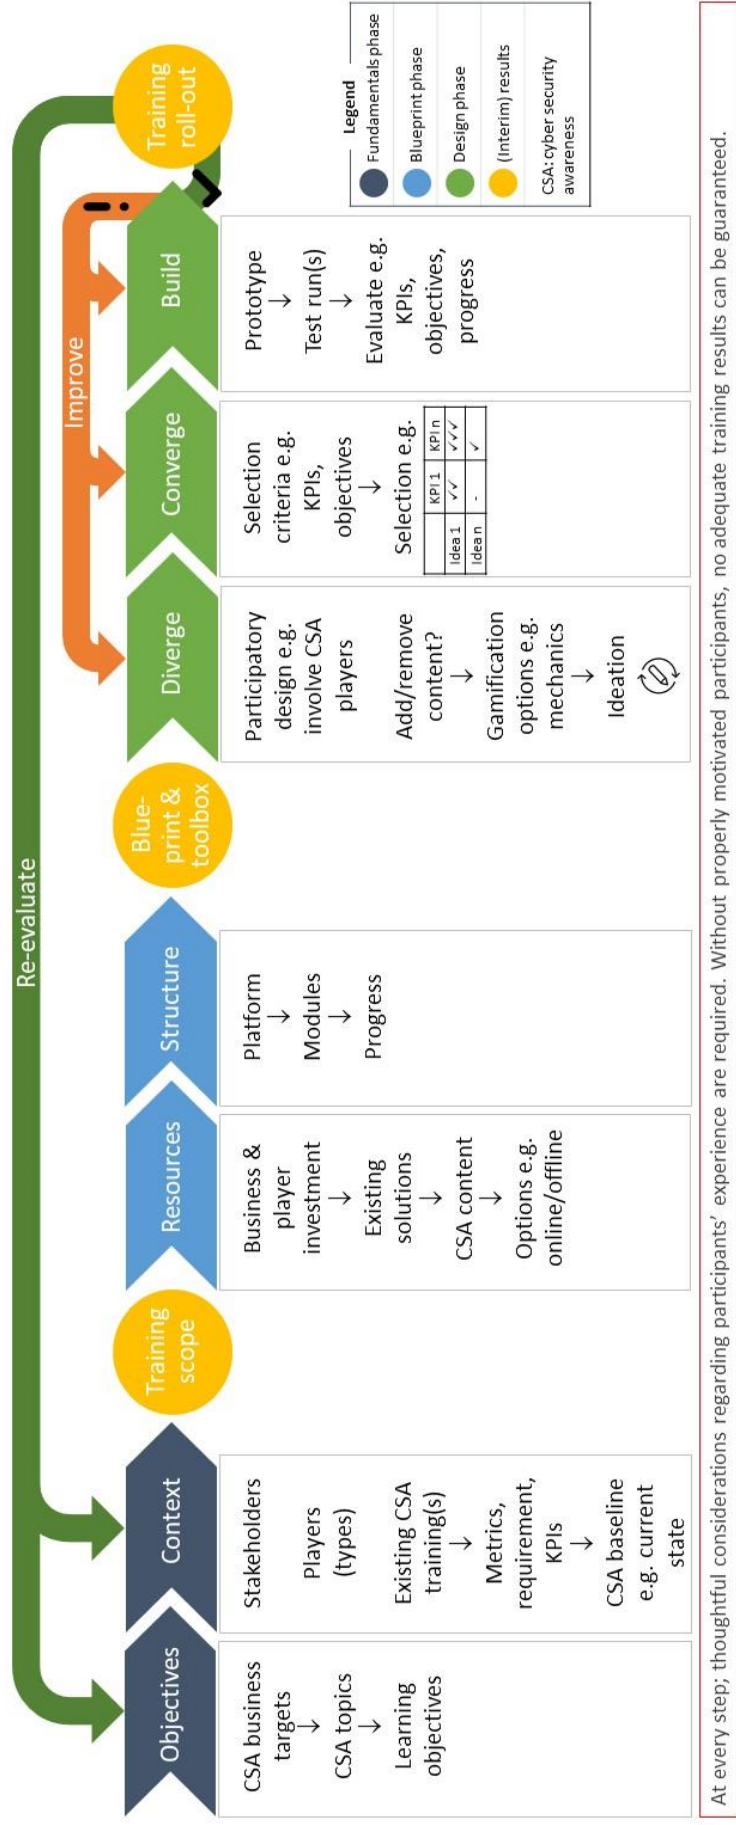 Re-evaluate
Improve
Objectives
CSA business
targets
↓
CSA topics
↓
Learning
objectives
Context
Stakeholders
Players
(types)
Existing CSA
training(s)
↓
Metrics,
requirement,
KPIs
↓
CSA baseline
e.g. current
state
Training
scope
Resources
Business &
player
investment
↓
Existing
solutions
↓
CSA content
↓
Options e.g.
online/offline
Structure
Platform
↓
Modules
↓
Progress
Blue-
print &
toolbox
Diverge
Participatory
design e.g.
involve CSA
players
Add/remove
content?
↓
Gamification
options e.g.
mechanics
↓
Ideation
Converge
Selection
criteria e.g.
KPIs,
objectives
↓
Selection e.g.
KPI 1 KPI n
Idea 1 ✓✓ ✓✓✓
Idea n - ✓
Build
Prototype
↓
Test run(s)
↓
Evaluate e.g.
KPIs,
objectives,
progress
Training
roll-out
Legend
Fundamentals phase
Blueprint phase
Design phase
(Interim) results
CSA: cyber security
awareness
At every step; thoughtful considerations regarding participants' experience are required. Without properly motivated participants, no adequate training results can be guaranteed.